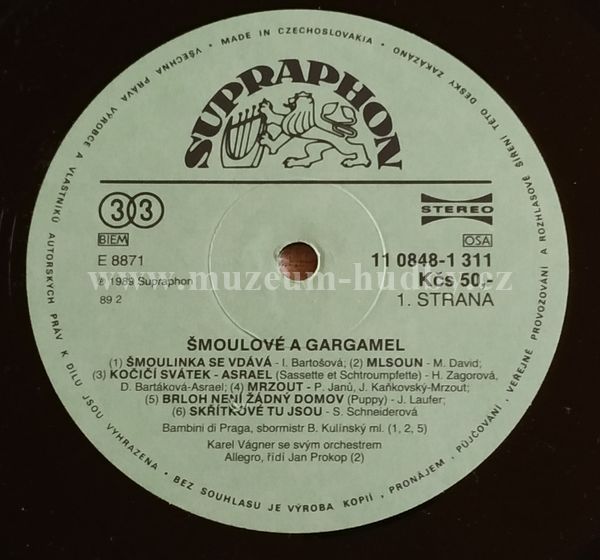 BEZ SOUHLASU JE VÝROBA KOPIÍ, PRONÁJEM, PŮJČOVÁNÍ, VEŘEJNÉ PROVOZOVÁNÍ A ROZHLASOVÉ ŠÍŘENÍ TÉTO DESKY ZAKÁZÁNO • MADE IN CZECHOSLOVAKIA • VŠECHNA PRÁVA VÝROBCE A VLASTNÍKŮ AUTORSKÝCH PRÁV K DÍLU JSOU VYHRAZENA •
SUPRAPHON
33
STEREO
BIEM
OSA
E 8871
11 0848-1 311
℗ 1989 Supraphon
Kčs 50,-
89 2
1. STRANA
www.muzeum-hudby.cz
ŠMOULOVÉ A GARGAMEL
(1) ŠMOULINKA SE VDÁVÁ - I. Bartošová; (2) MLSOUN - M. David;
(3) KOČIČÍ SVÁTEK - ASRAEL (Sassette et Schtroumpfette) - H. Zagorová,
D. Bartáková-Asrael; (4) MRZOUT - P. Janů, J. Kaňkovský-Mrzout;
(5) BRLOH NENÍ ŽÁDNÝ DOMOV (Puppy) - J. Laufer;
(6) SKŘÍTKOVÉ TU JSOU - S. Schneiderová
Bambini di Praga, sbormistr B. Kulínský ml. (1, 2, 5)
Karel Vágner se svým orchestrem
Allegro, řídí Jan Prokop (2)